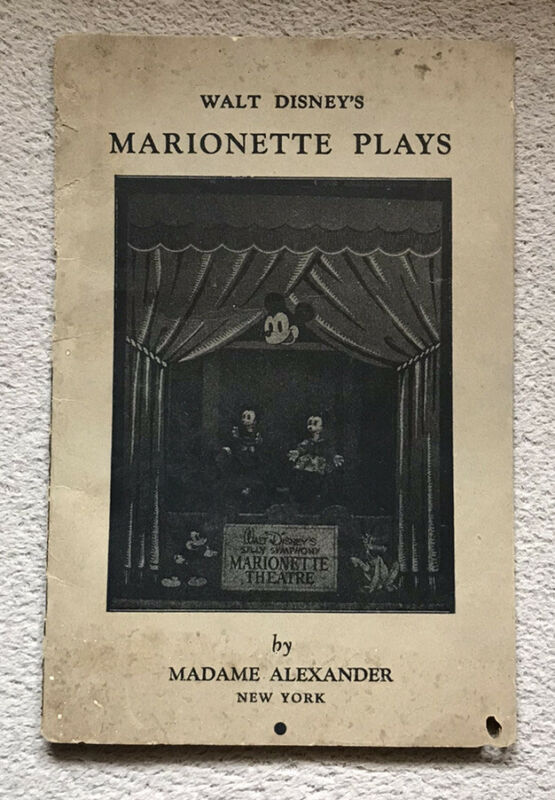 WALT DISNEY'S
MARIONETTE PLAYS
WALT DISNEY'S
SILLY SYMPHONY
MARIONETTE
THEATRE
by
MADAME ALEXANDER
NEW YORK